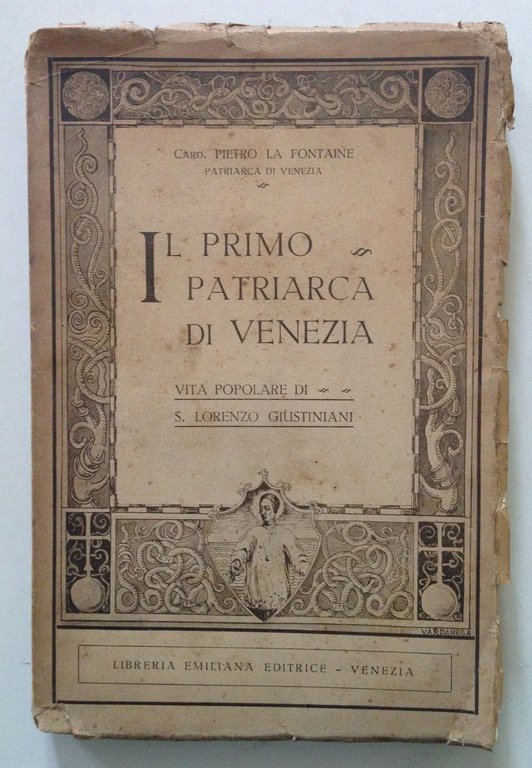 CARD. PIETRO LA FONTAINE
PATRIARCA DI VENEZIA
IL PRIMO
PATRIARCA
DI VENEZIA
VITA POPOLARE DI
S. LORENZO GIUSTINIANI
VARDANEGA
LIBRERIA EMILIANA EDITRICE - VENEZIA